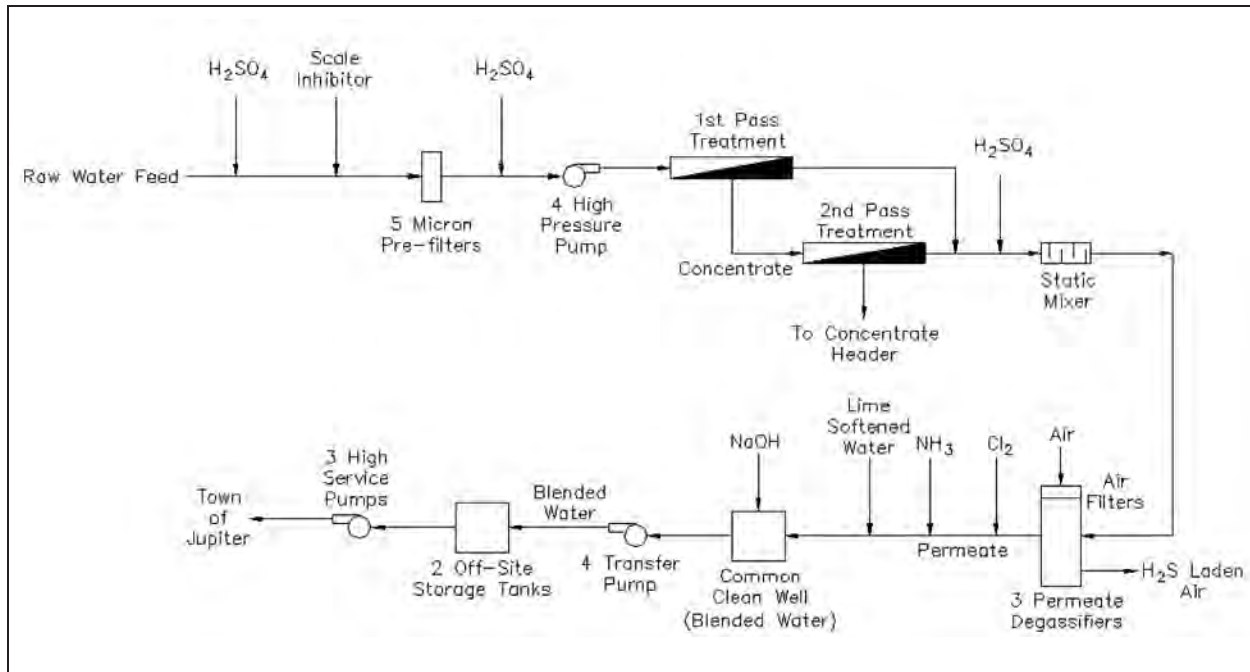 H₂SO₄
Scale
Inhibitor
H₂SO₄
1st Pass
Treatment
H₂SO₄
Raw Water Feed
5 Micron
Pre-filters
4 High
Pressure
Pump
2nd Pass
Treatment
Concentrate
Static
Mixer
To Concentrate
Header
Lime
Softened
Water
NaOH
NH₃
Cl₂
Air
Air
Filters
3 High
Service
Pumps
Blended
Water
Town
of
Jupiter
Permeate
2 Off-Site
Storage Tanks
4 Transfer
Pump
Common
Clean Well
(Blended Water)
H₂S Laden
Air
3 Permeate
Degassifiers